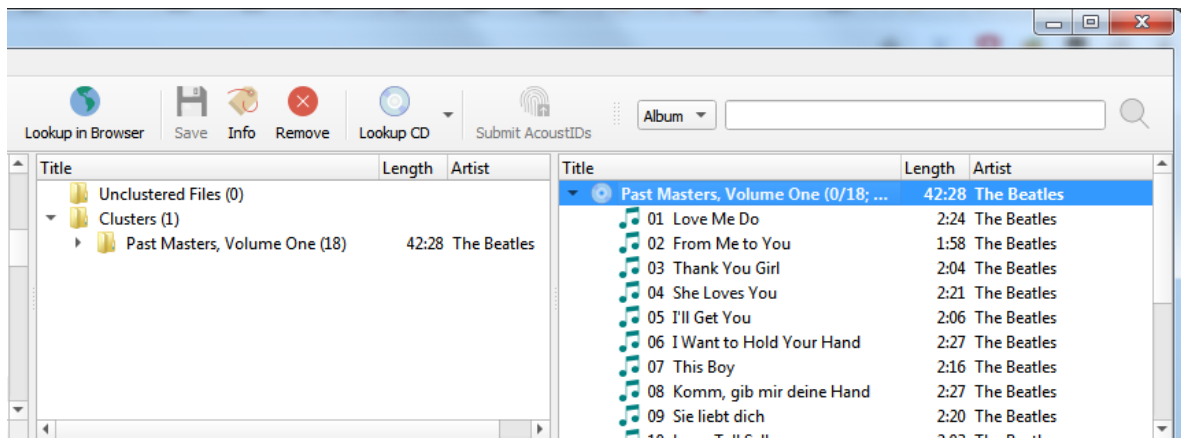 Lookup in Browser Save Info Remove Lookup CD Submit AcoustIDs Album
Title Length Artist
Unclustered Files (0)
Clusters (1)
Past Masters, Volume One (18) 42:28 The Beatles
Title Length Artist
Past Masters, Volume One (0/18; ... 42:28 The Beatles
01 Love Me Do 2:24 The Beatles
02 From Me to You 1:58 The Beatles
03 Thank You Girl 2:04 The Beatles
04 She Loves You 2:21 The Beatles
05 I'll Get You 2:06 The Beatles
06 I Want to Hold Your Hand 2:27 The Beatles
07 This Boy 2:16 The Beatles
08 Komm, gib mir deine Hand 2:27 The Beatles
09 Sie liebt dich 2:20 The Beatles